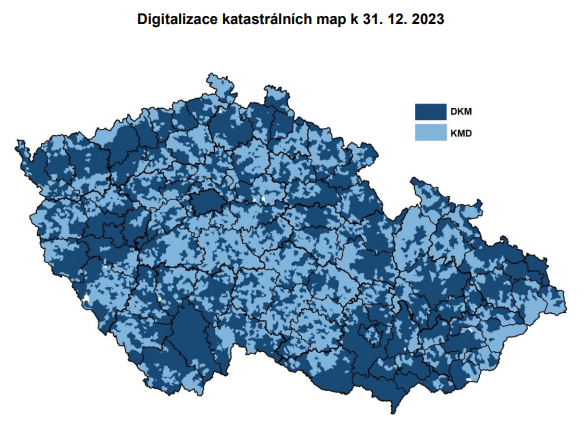 Digitalizace katastrálních map k 31. 12. 2023
DKM
KMD